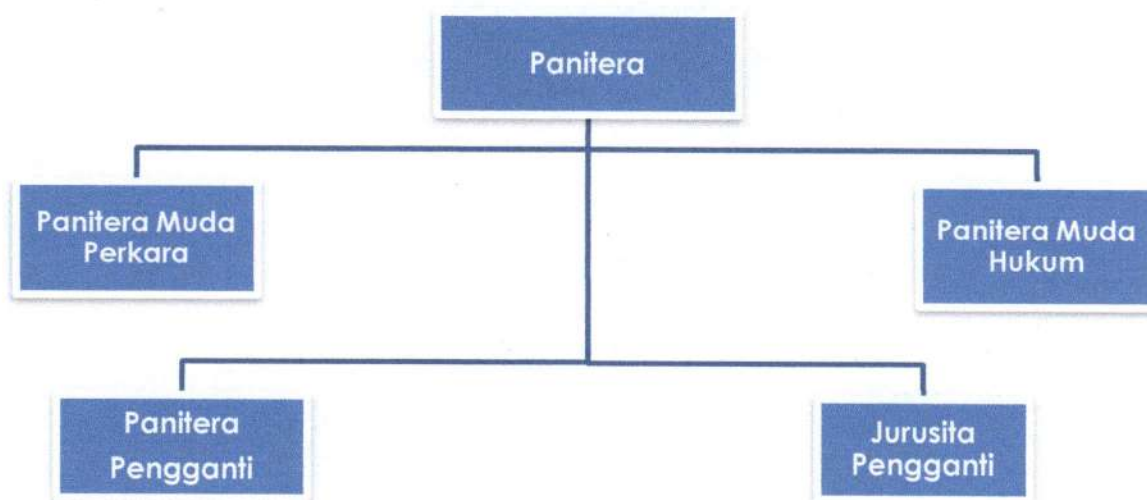 Panitera
Panitera Muda
Perkara
Panitera Muda
Hukum
Panitera
Pengganti
Jurusita
Pengganti